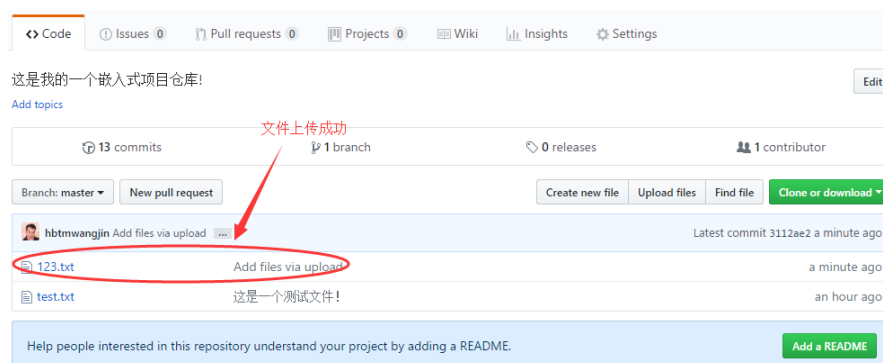 Code Issues 0 Pull requests 0 Projects 0 Wiki Insights Settings
这是我的一个嵌入式项目仓库!
Edit
Add topics
文件上传成功
13 commits 1 branch 0 releases 1 contributor
Branch: master New pull request Create new file Upload files Find file Clone or download
hbtmwangjin Add files via upload ... Latest commit 3112ae2 a minute ago
123.txt Add files via upload a minute ago
test.txt 这是一个测试文件! an hour ago
Help people interested in this repository understand your project by adding a README. Add a README